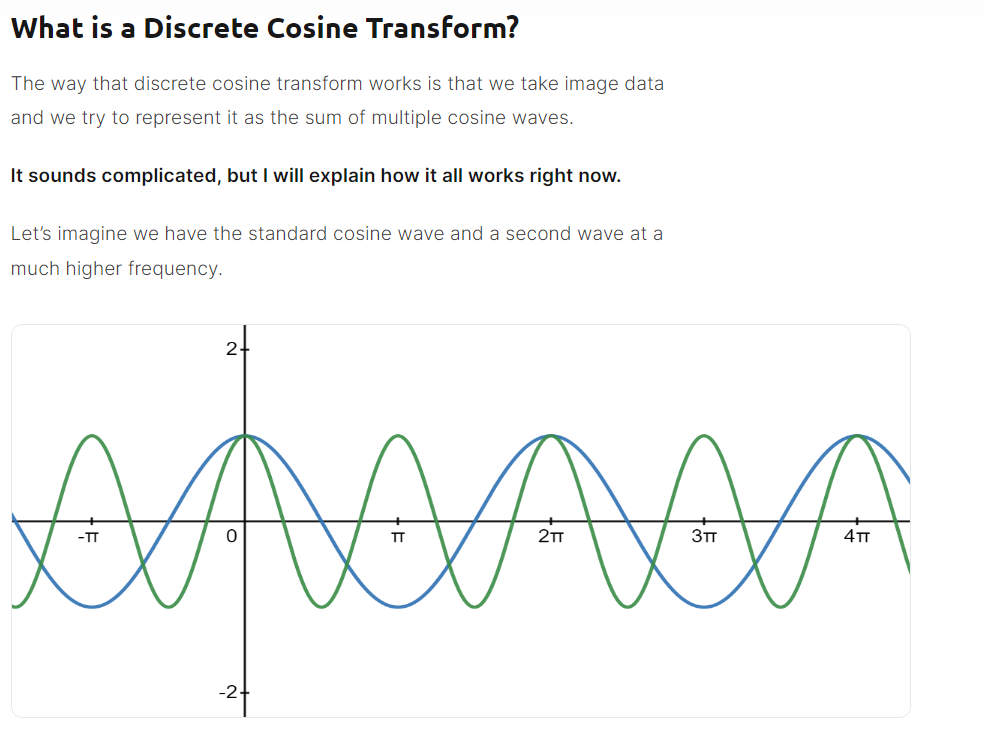 What is a Discrete Cosine Transform?
The way that discrete cosine transform works is that we take image data
and we try to represent it as the sum of multiple cosine waves.
It sounds complicated, but I will explain how it all works right now.
Let’s imagine we have the standard cosine wave and a second wave at a
much higher frequency.
2
-π 0 π 2π 3π 4π
-2